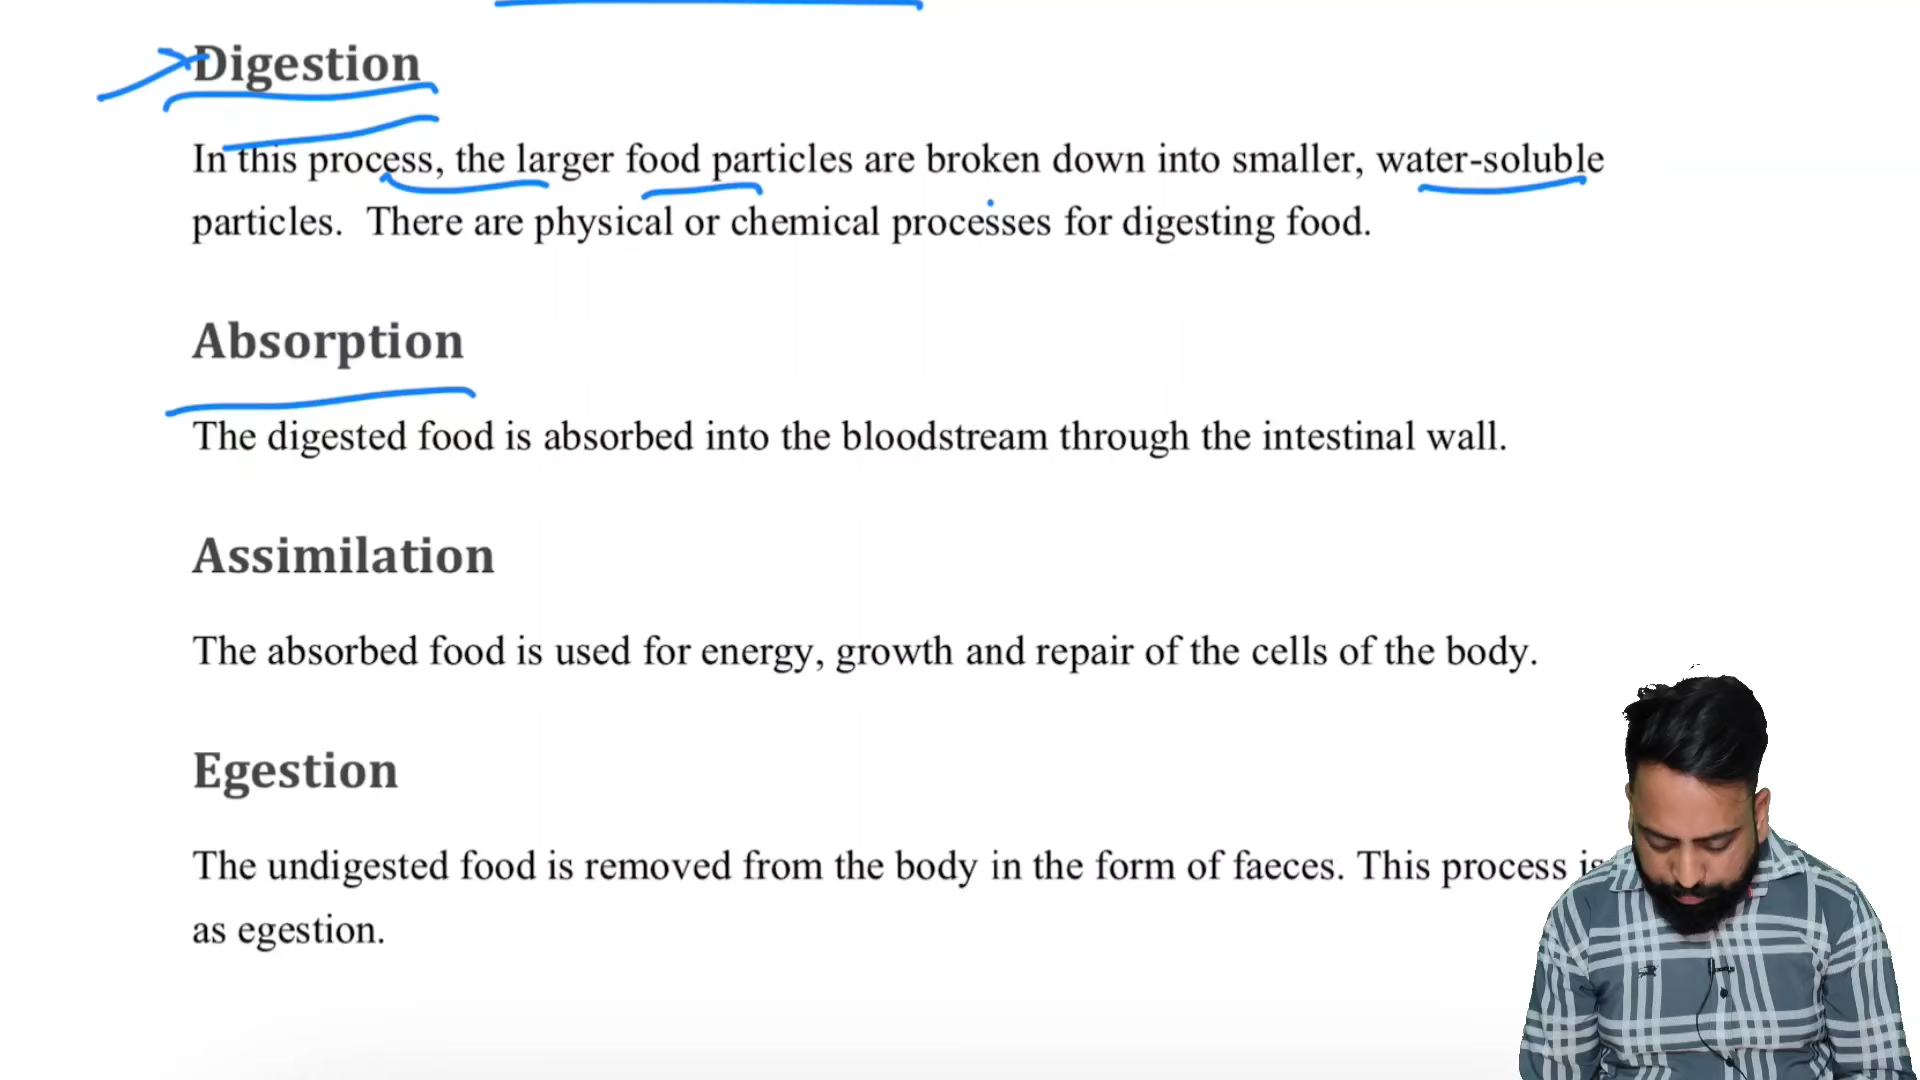 Digestion
In this process, the larger food particles are broken down into smaller, water-soluble
particles. There are physical or chemical processes for digesting food.
Absorption
The digested food is absorbed into the bloodstream through the intestinal wall.
Assimilation
The absorbed food is used for energy, growth and repair of the cells of the body.
Egestion
The undigested food is removed from the body in the form of faeces. This process is
as egestion.